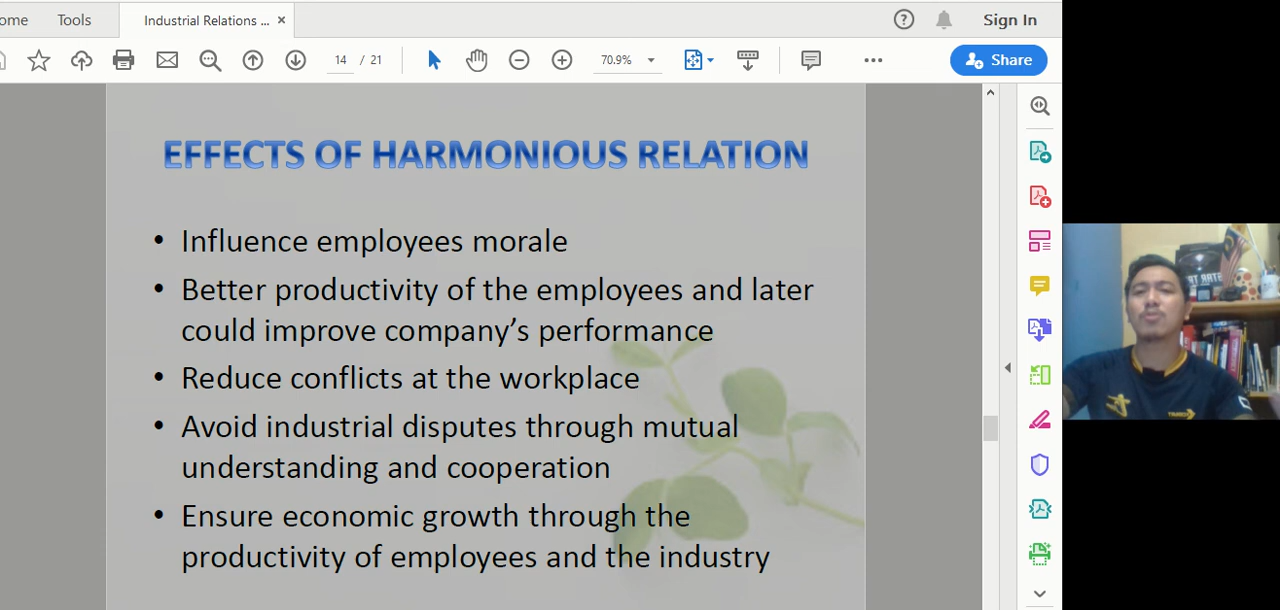 ome Tools Industrial Relations ... × Sign In
14 / 21 70.9% Share
EFFECTS OF HARMONIOUS RELATION
• Influence employees morale
• Better productivity of the employees and later
could improve company's performance
• Reduce conflicts at the workplace
• Avoid industrial disputes through mutual
understanding and cooperation
• Ensure economic growth through the
productivity of employees and the industry